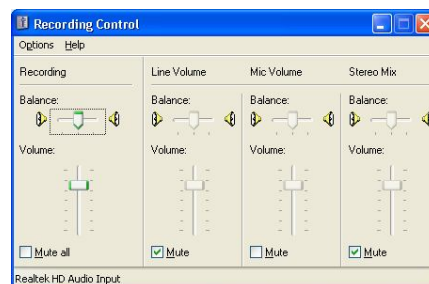 Recording Control
Options Help
Recording Line Volume Mic Volume Stereo Mix
Balance: Balance: Balance: Balance:
Volume: Volume: Volume: Volume:
Mute all Mute Mute Mute
Realtek HD Audio Input